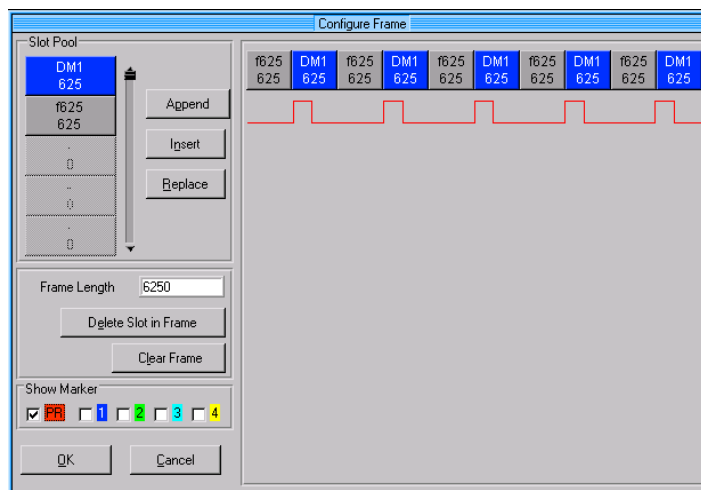 Configure Frame
Slot Pool
DM1
625
f625
625
.
0
..
0
.
0
Append
Insert
Replace
Frame Length 6250
Delete Slot in Frame
Clear Frame
Show Marker
PR 1 2 3 4
OK Cancel
f625 DM1 f625 DM1 f625 DM1 f625 DM1 f625 DM1
625 625 625 625 625 625 625 625 625 625